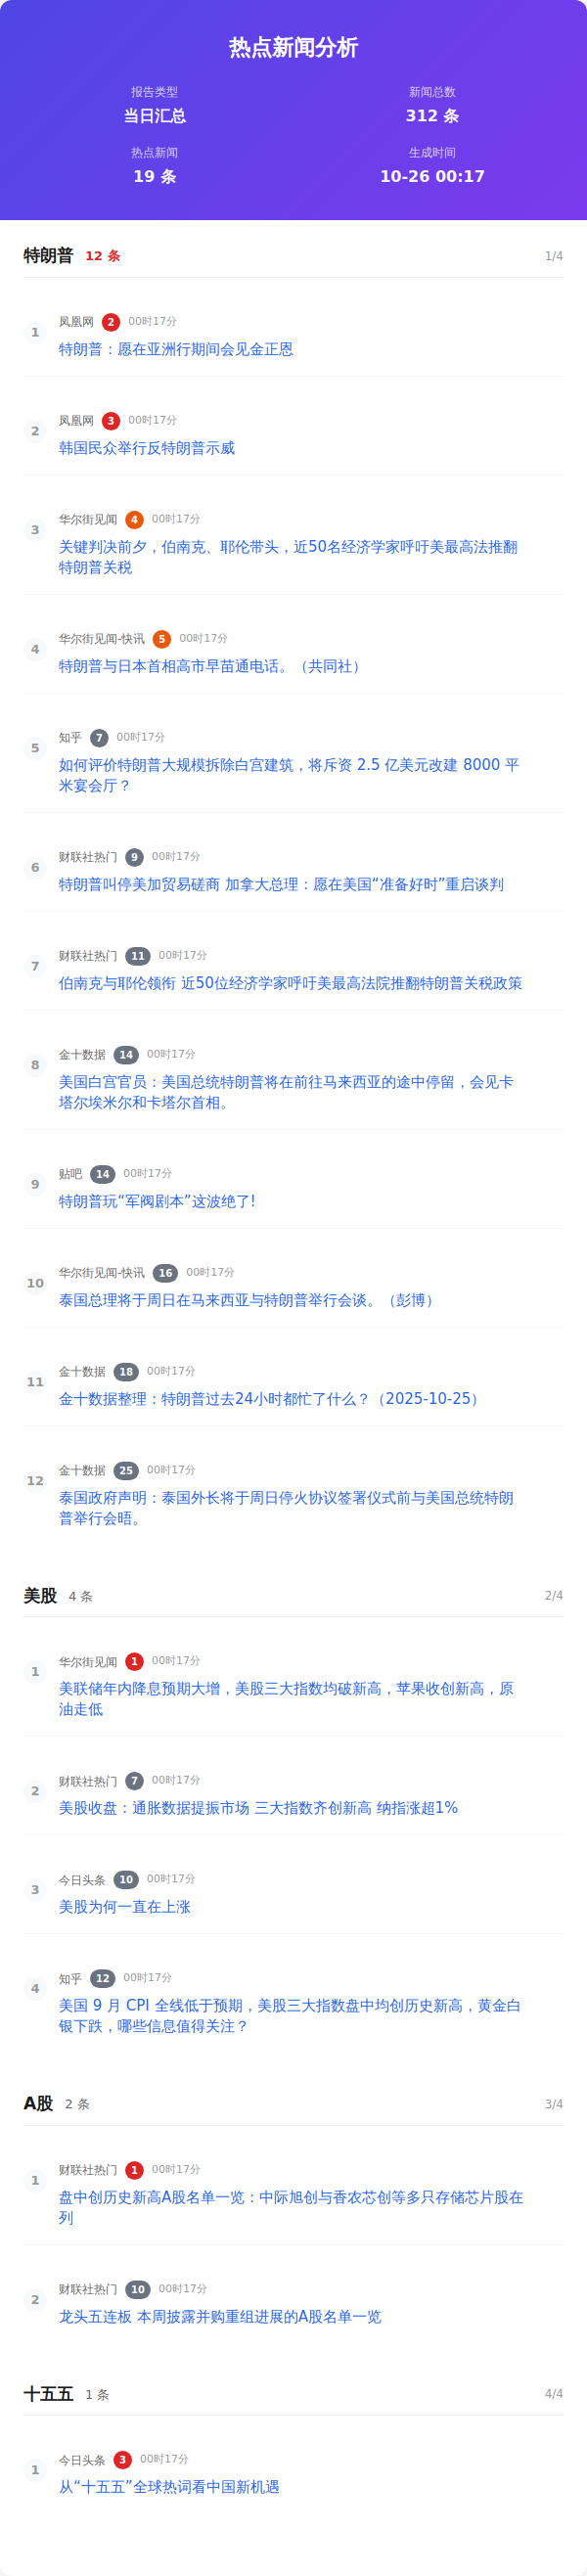 热点新闻分析
报告类型
当日汇总
新闻总数
312 条
热点新闻
19 条
生成时间
10-26 00:17
特朗普 12 条 1/4
1
凤凰网 2 00时17分
特朗普：愿在亚洲行期间会见金正恩
2
凤凰网 3 00时17分
韩国民众举行反特朗普示威
3
华尔街见闻 4 00时17分
关键判决前夕，伯南克、耶伦带头，近50名经济学家呼吁美最高法推翻
特朗普关税
4
华尔街见闻-快讯 5 00时17分
特朗普与日本首相高市早苗通电话。（共同社）
5
知乎 7 00时17分
如何评价特朗普大规模拆除白宫建筑，将斥资 2.5 亿美元改建 8000 平
米宴会厅？
6
财联社热门 9 00时17分
特朗普叫停美加贸易磋商 加拿大总理：愿在美国“准备好时”重启谈判
7
财联社热门 11 00时17分
伯南克与耶伦领衔 近50位经济学家呼吁美最高法院推翻特朗普关税政策
8
金十数据 14 00时17分
美国白宫官员：美国总统特朗普将在前往马来西亚的途中停留，会见卡
塔尔埃米尔和卡塔尔首相。
9
贴吧 14 00时17分
特朗普玩“军阀剧本”这波绝了!
10
华尔街见闻-快讯 16 00时17分
泰国总理将于周日在马来西亚与特朗普举行会谈。（彭博）
11
金十数据 18 00时17分
金十数据整理：特朗普过去24小时都忙了什么？（2025-10-25）
12
金十数据 25 00时17分
泰国政府声明：泰国外长将于周日停火协议签署仪式前与美国总统特朗
普举行会晤。
美股 4 条 2/4
1
华尔街见闻 1 00时17分
美联储年内降息预期大增，美股三大指数均破新高，苹果收创新高，原
油走低
2
财联社热门 7 00时17分
美股收盘：通胀数据提振市场 三大指数齐创新高 纳指涨超1%
3
今日头条 10 00时17分
美股为何一直在上涨
4
知乎 12 00时17分
美国 9 月 CPI 全线低于预期，美股三大指数盘中均创历史新高，黄金白
银下跌，哪些信息值得关注？
A股 2 条 3/4
1
财联社热门 1 00时17分
盘中创历史新高A股名单一览：中际旭创与香农芯创等多只存储芯片股在
列
2
财联社热门 10 00时17分
龙头五连板 本周披露并购重组进展的A股名单一览
十五五 1 条 4/4
1
今日头条 3 00时17分
从“十五五”全球热词看中国新机遇